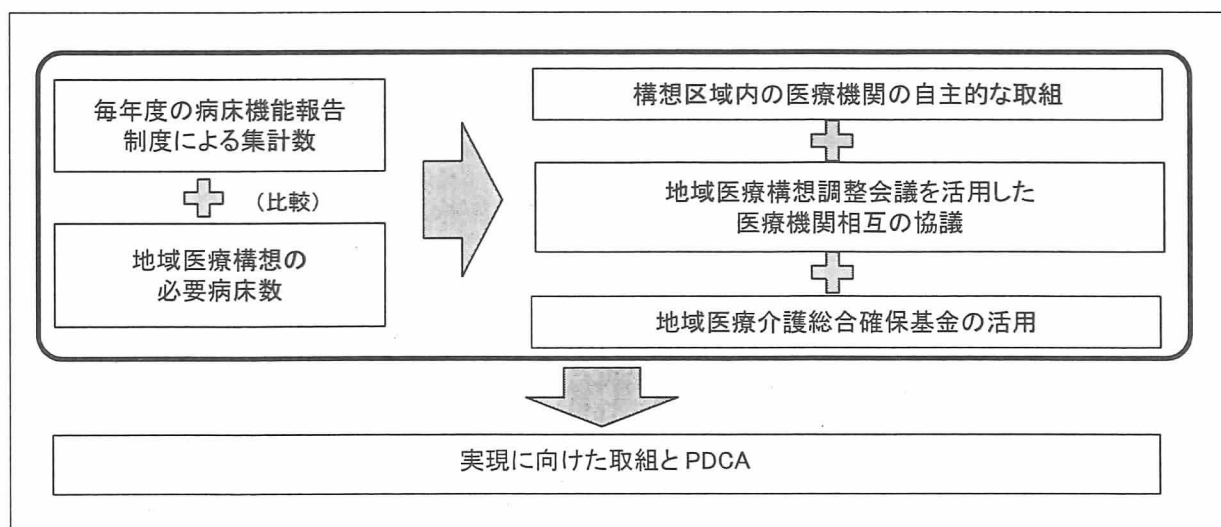 毎年度の病床機能報告
制度による集計数
(比較)
地域医療構想の
必要病床数
構想区域内の医療機関の自主的な取組
地域医療構想調整会議を活用した
医療機関相互の協議
地域医療介護総合確保基金の活用
実現に向けた取組と PDCA